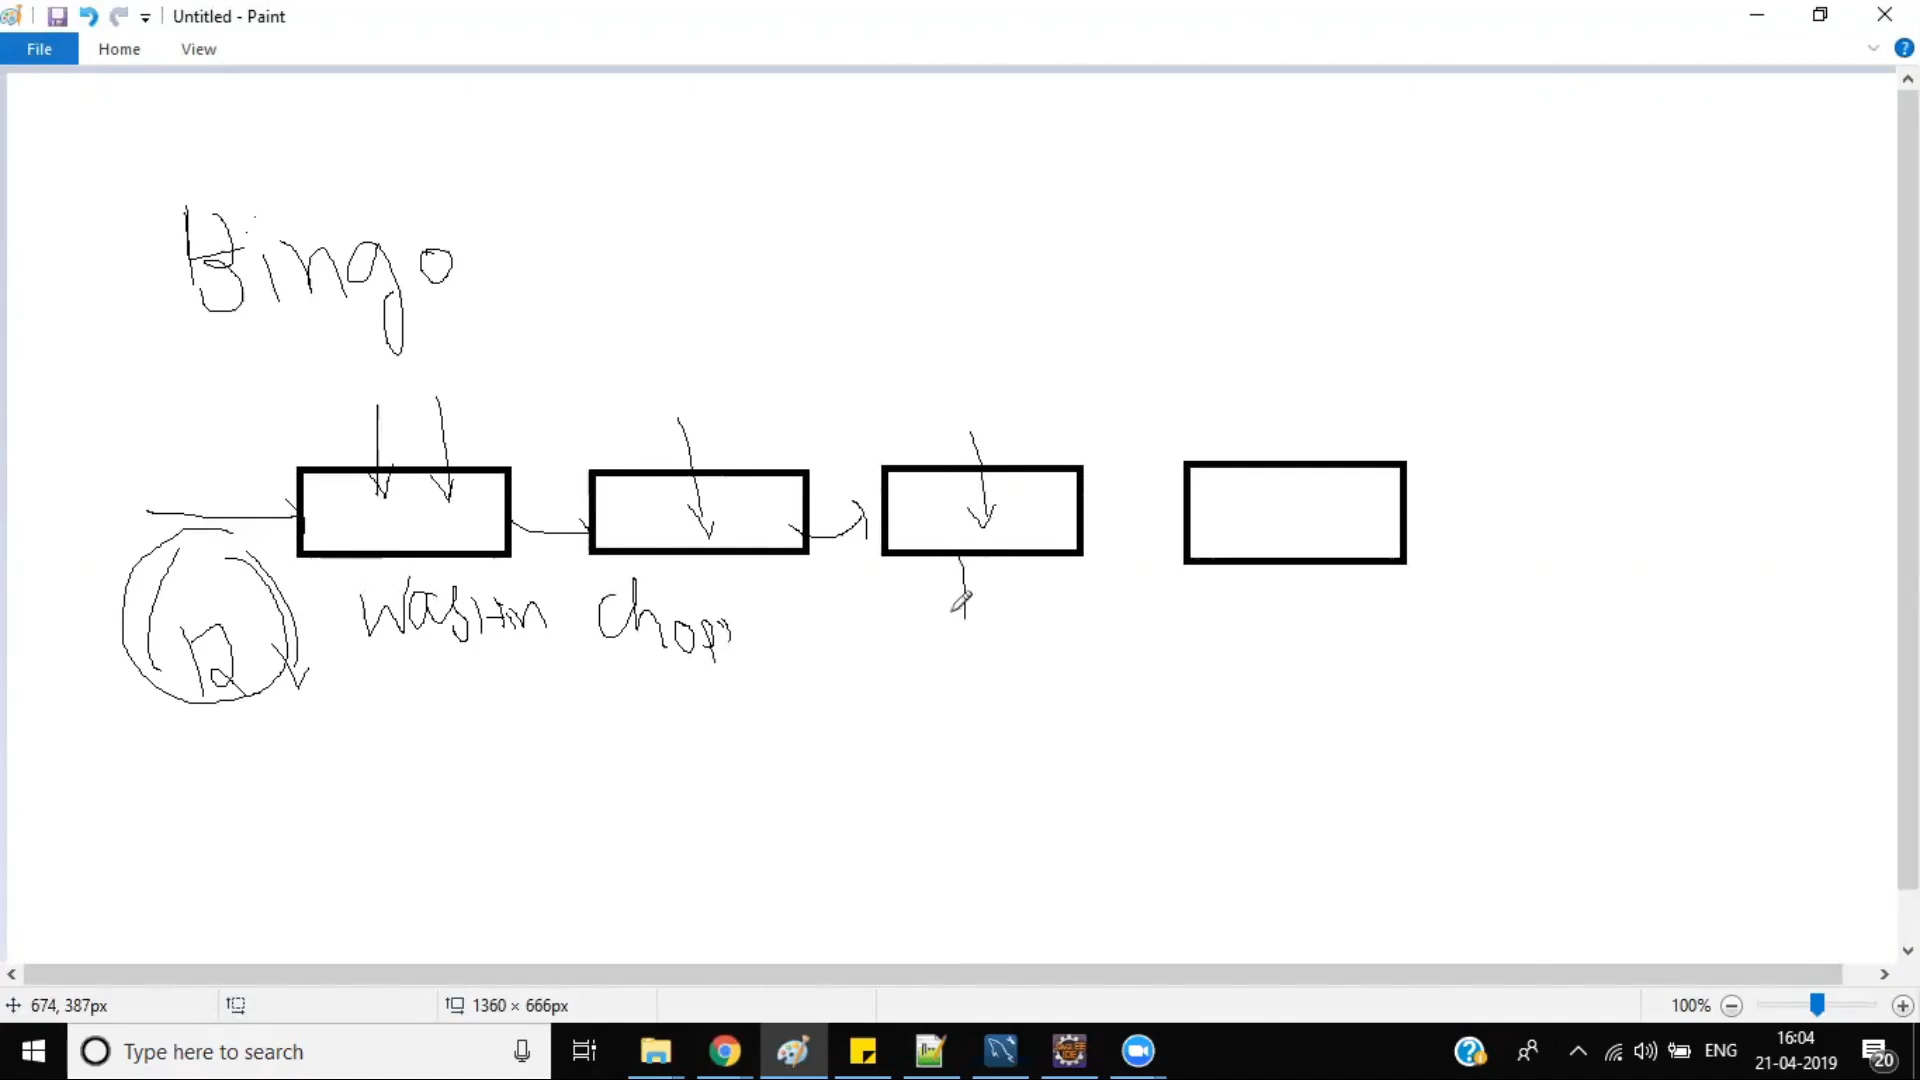 Untitled - Paint
File Home View
Bingo
Chop
674, 387px
1360 × 666px
100%
Type here to search
ENG
16:04
21-04-2019
20